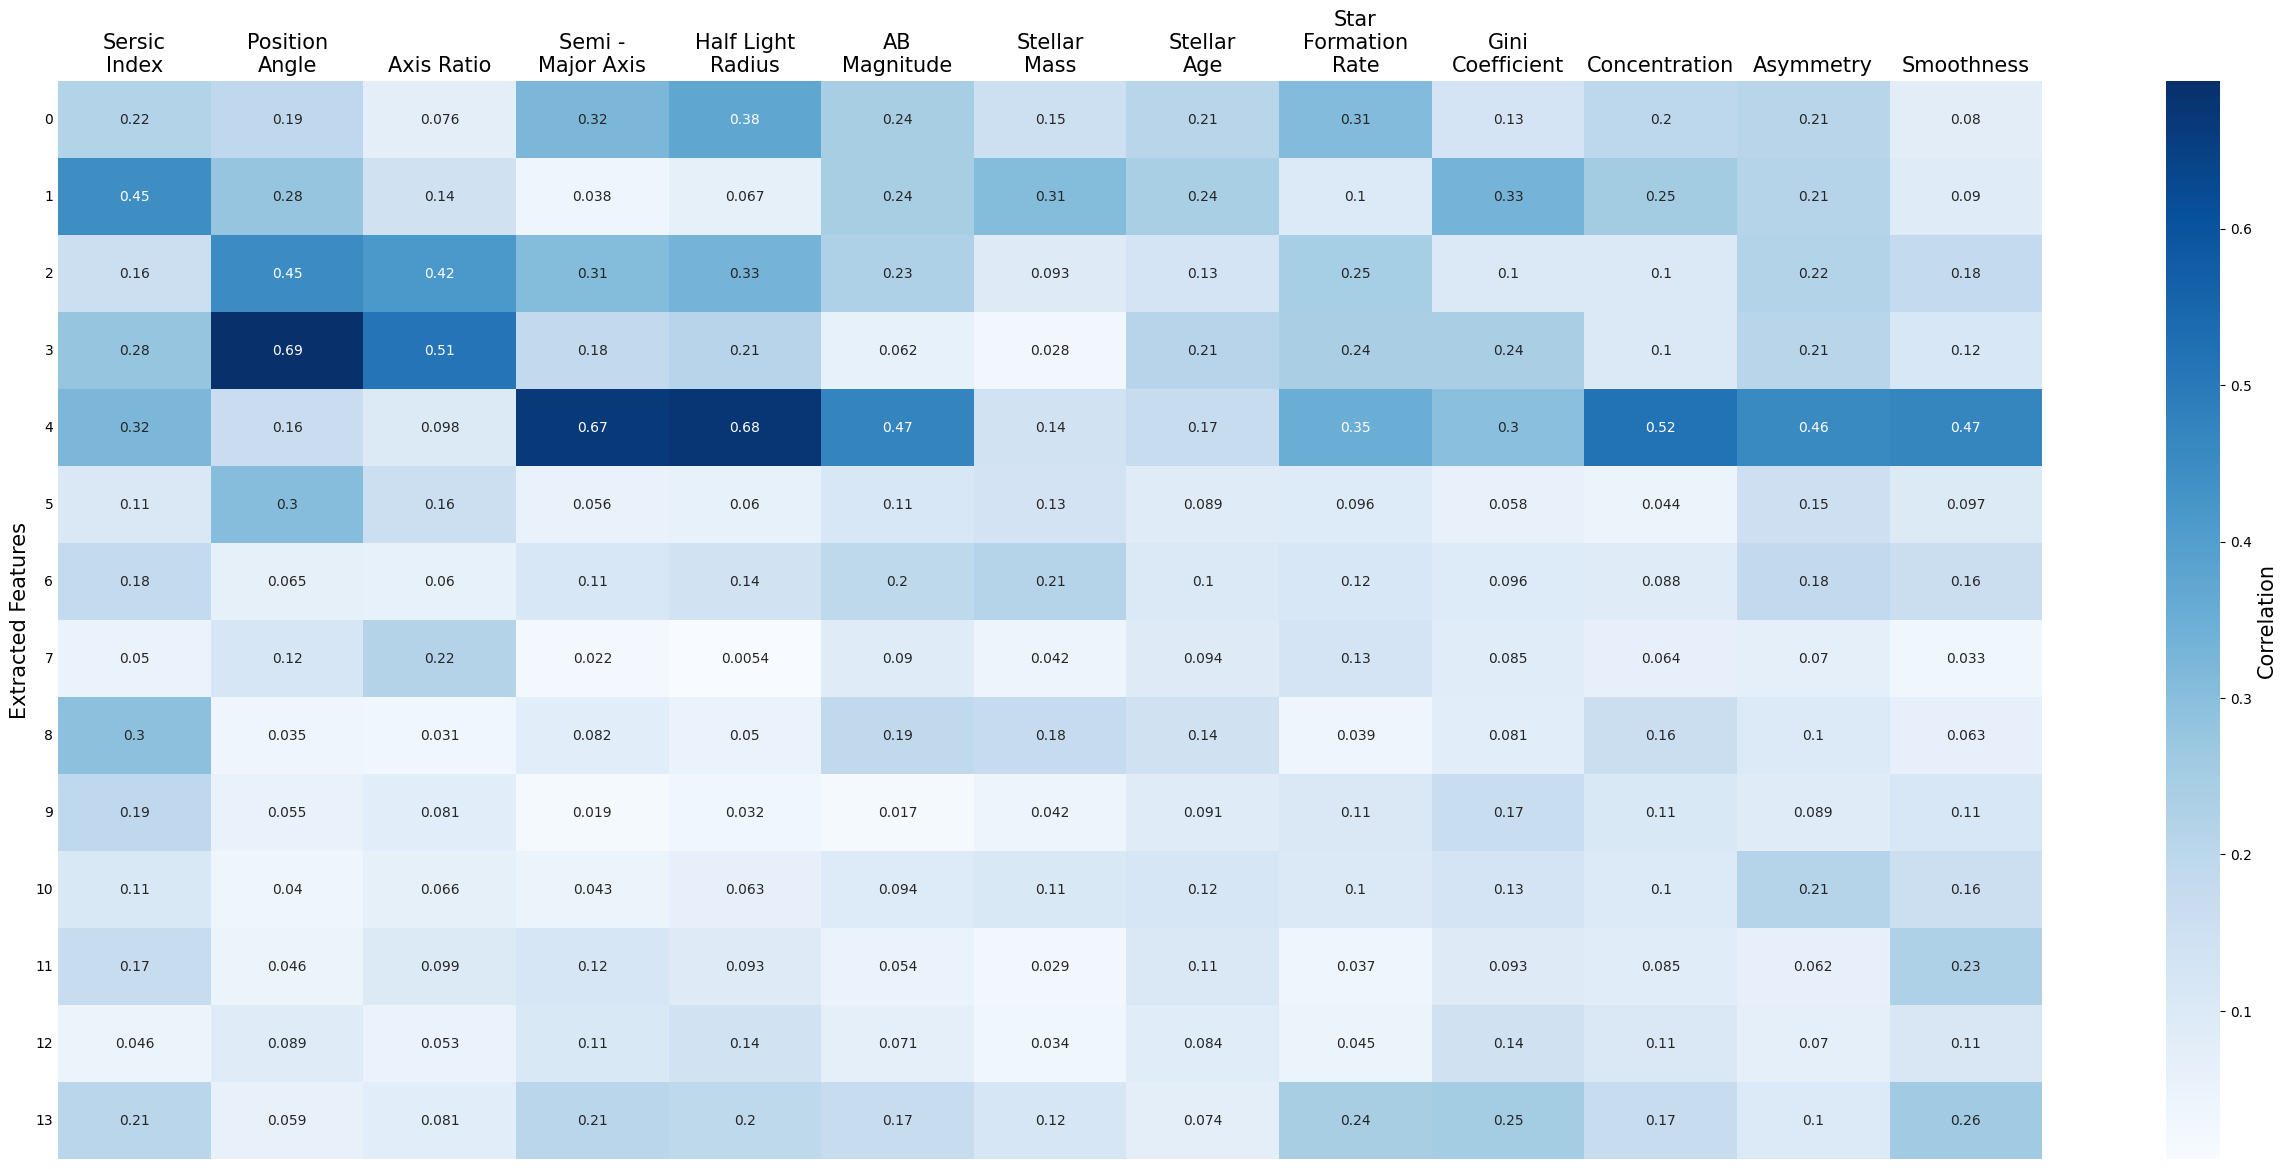 Star
Sersic Position Semi - Half Light AB Stellar Stellar Formation Gini
Index Angle Axis Ratio Major Axis Radius Magnitude Mass Age Rate Coefficient Concentration Asymmetry Smoothness
0 0.22 0.19 0.076 0.32 0.38 0.24 0.15 0.21 0.31 0.13 0.2 0.21 0.08
1 0.45 0.28 0.14 0.038 0.067 0.24 0.31 0.24 0.1 0.33 0.25 0.21 0.09
2 0.16 0.45 0.42 0.31 0.33 0.23 0.093 0.13 0.25 0.1 0.1 0.22 0.18
3 0.28 0.69 0.51 0.18 0.21 0.062 0.028 0.21 0.24 0.24 0.1 0.21 0.12
4 0.32 0.16 0.098 0.67 0.68 0.47 0.14 0.17 0.35 0.3 0.52 0.46 0.47
5 0.11 0.3 0.16 0.056 0.06 0.11 0.13 0.089 0.096 0.058 0.044 0.15 0.097
6 0.18 0.065 0.06 0.11 0.14 0.2 0.21 0.1 0.12 0.096 0.088 0.18 0.16
7 0.05 0.12 0.22 0.022 0.0054 0.09 0.042 0.094 0.13 0.085 0.064 0.07 0.033
8 0.3 0.035 0.031 0.082 0.05 0.19 0.18 0.14 0.039 0.081 0.16 0.1 0.063
9 0.19 0.055 0.081 0.019 0.032 0.017 0.042 0.091 0.11 0.17 0.11 0.089 0.11
10 0.11 0.04 0.066 0.043 0.063 0.094 0.11 0.12 0.1 0.13 0.1 0.21 0.16
11 0.17 0.046 0.099 0.12 0.093 0.054 0.029 0.11 0.037 0.093 0.085 0.062 0.23
12 0.046 0.089 0.053 0.11 0.14 0.071 0.034 0.084 0.045 0.14 0.11 0.07 0.11
13 0.21 0.059 0.081 0.21 0.2 0.17 0.12 0.074 0.24 0.25 0.17 0.1 0.26
Extracted Features
0.6
0.5
0.4
0.3
0.2
0.1
Correlation